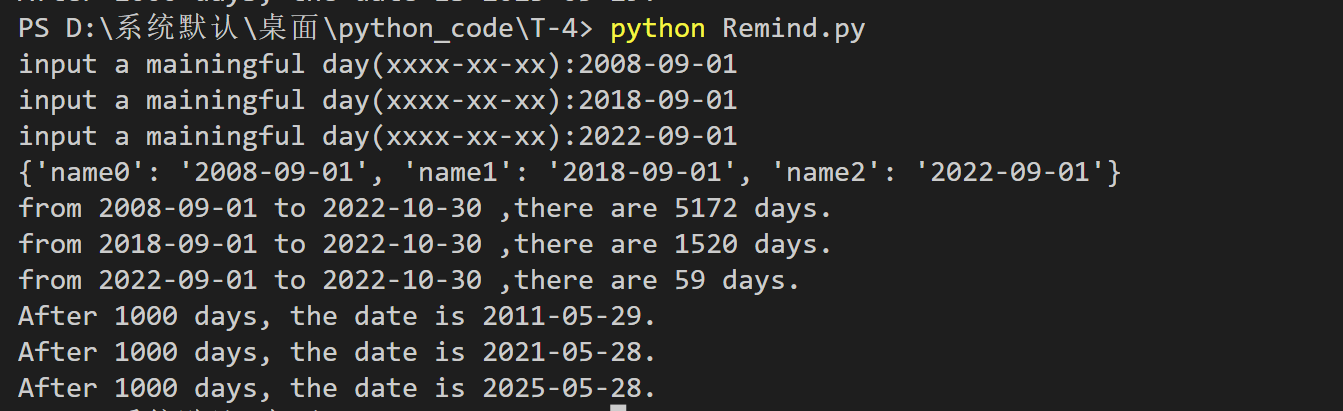 PS D:\系统默认\桌面\python_code\T-4> python Remind.py
input a mainingful day(xxxx-xx-xx):2008-09-01
input a mainingful day(xxxx-xx-xx):2018-09-01
input a mainingful day(xxxx-xx-xx):2022-09-01
{'name0': '2008-09-01', 'name1': '2018-09-01', 'name2': '2022-09-01'}
from 2008-09-01 to 2022-10-30 ,there are 5172 days.
from 2018-09-01 to 2022-10-30 ,there are 1520 days.
from 2022-09-01 to 2022-10-30 ,there are 59 days.
After 1000 days, the date is 2011-05-29.
After 1000 days, the date is 2021-05-28.
After 1000 days, the date is 2025-05-28.